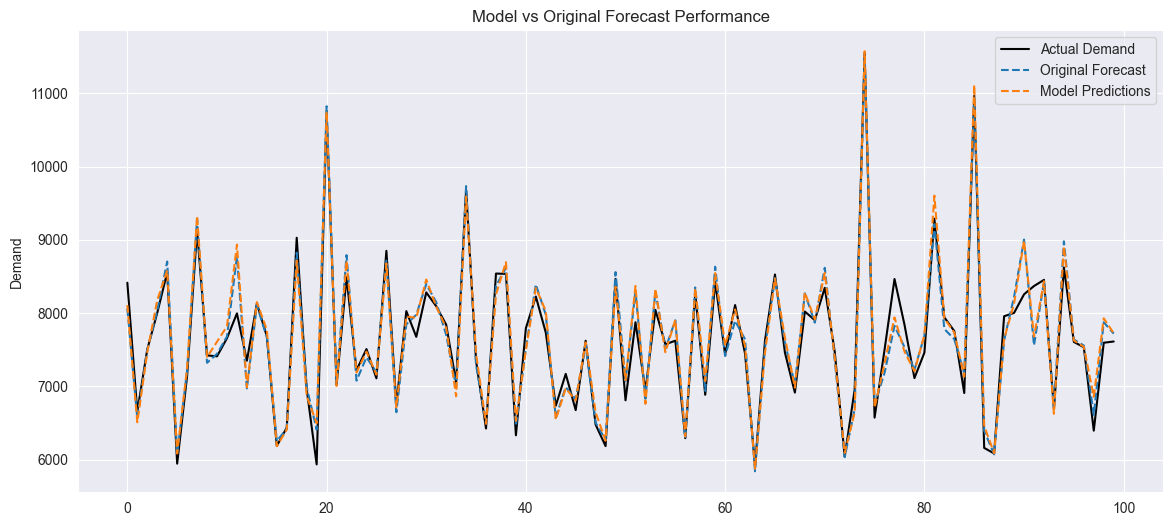 Model vs Original Forecast Performance
Actual Demand
Original Forecast
Model Predictions
Demand
11000
10000
9000
8000
7000
6000
0 20 40 60 80 100